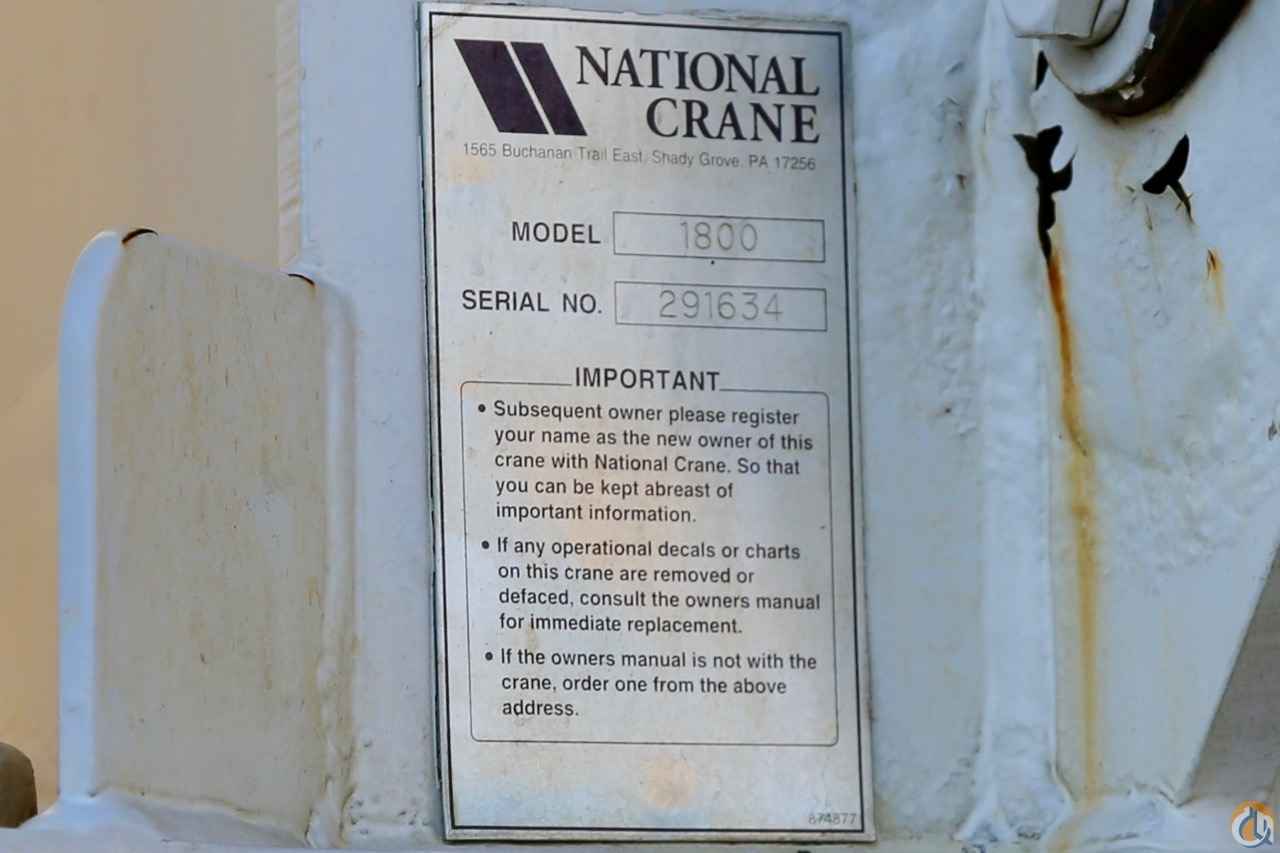 NATIONAL
CRANE
1565 Buchanan Trail East, Shady Grove, PA 17256
MODEL 1800
SERIAL NO. 291634
IMPORTANT
• Subsequent owner please register
your name as the new owner of this
crane with National Crane. So that
you can be kept abreast of
important information.
• If any operational decals or charts
on this crane are removed or
defaced, consult the owners manual
for immediate replacement.
• If the owners manual is not with the
crane, order one from the above
address.
874877